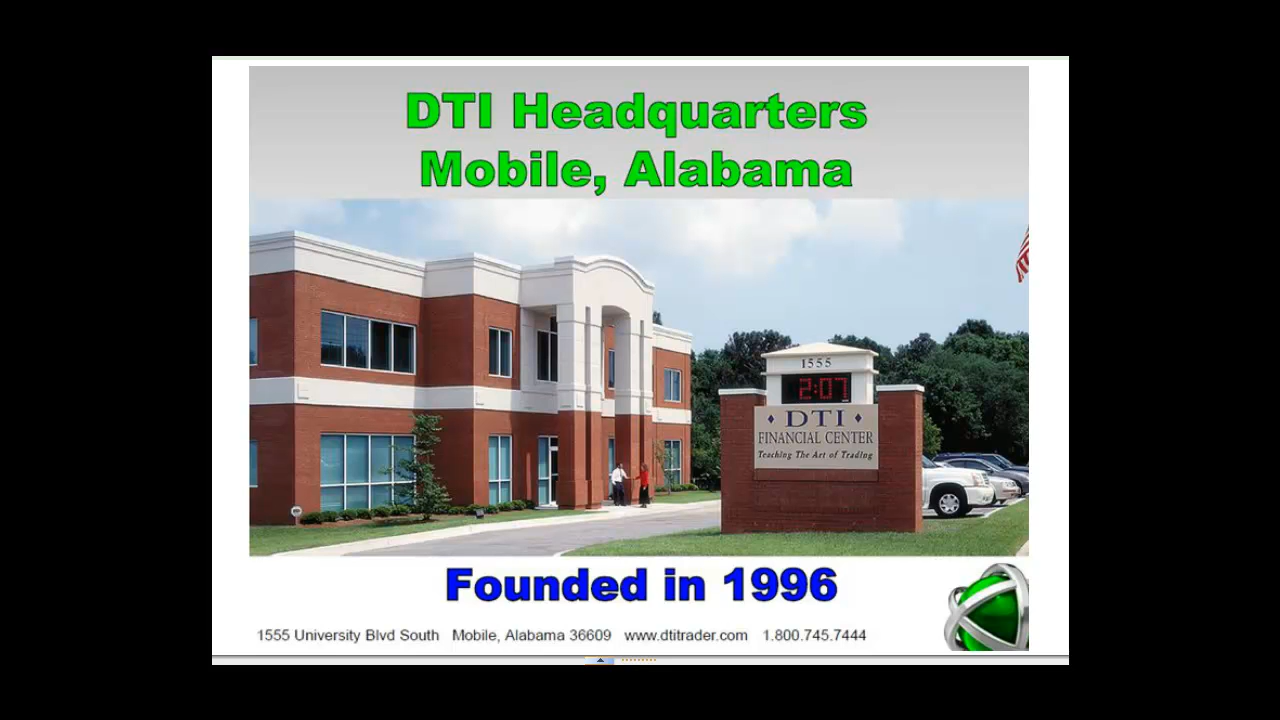 DTI Headquarters
Mobile, Alabama
1555
2:07
DTI
FINANCIAL CENTER
Teaching The Art of Trading
Founded in 1996
1555 University Blvd South Mobile, Alabama 36609 www.dtitrader.com 1.800.745.7444